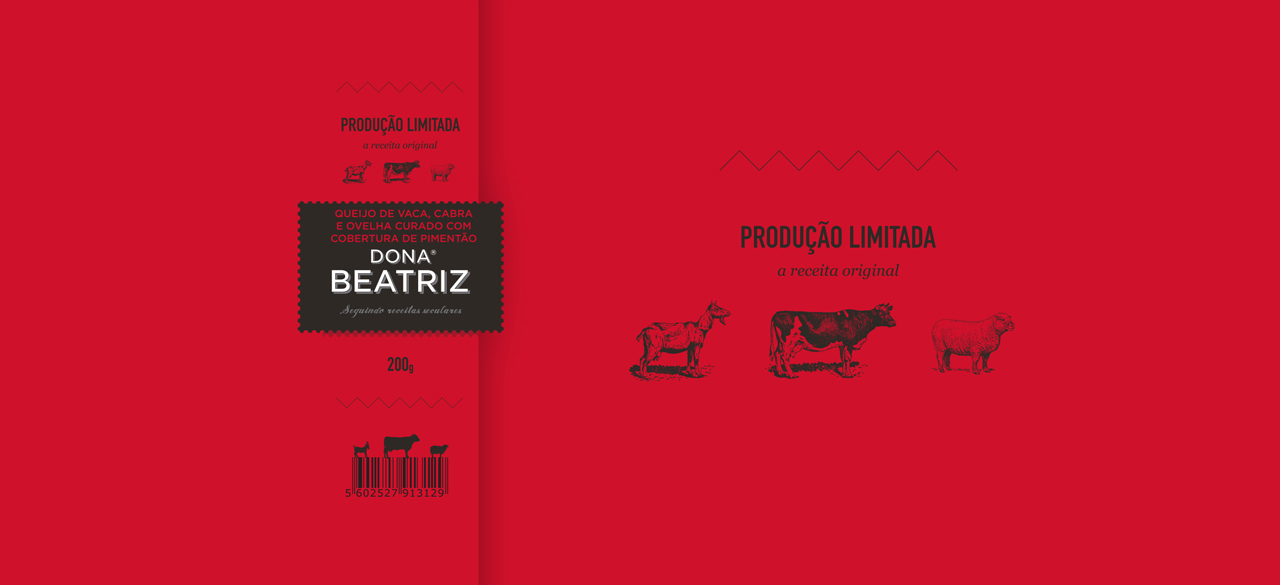 PRODUÇÃO LIMITADA
a receita original
QUEIJO DE VACA, CABRA
E OVELHA CURADO COM
COBERTURA DE PIMENTÃO
DONA®
BEATRIZ
Seguindo receitas seculares
200g
5 602527 913129
PRODUÇÃO LIMITADA
a receita original